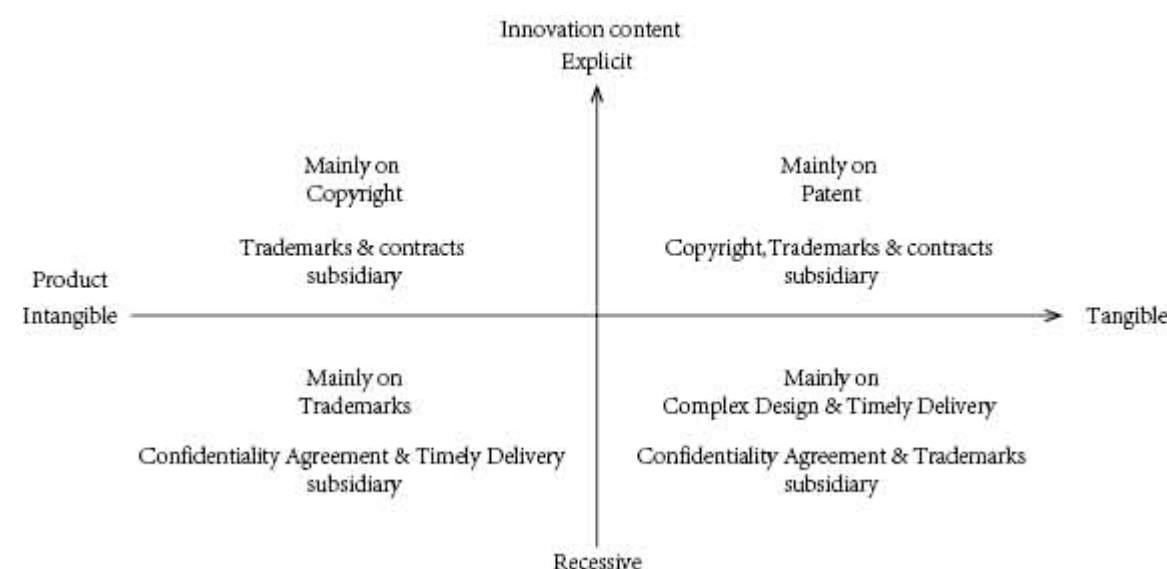 Innovation content
Explicit
Mainly on
Copyright
Mainly on
Patent
Trademarks & contracts
subsidiary
Copyright,Trademarks & contracts
subsidiary
Product
Intangible
Tangible
Mainly on
Trademarks
Mainly on
Complex Design & Timely Delivery
Confidentiality Agreement & Timely Delivery
subsidiary
Confidentiality Agreement & Trademarks
subsidiary
Recessive